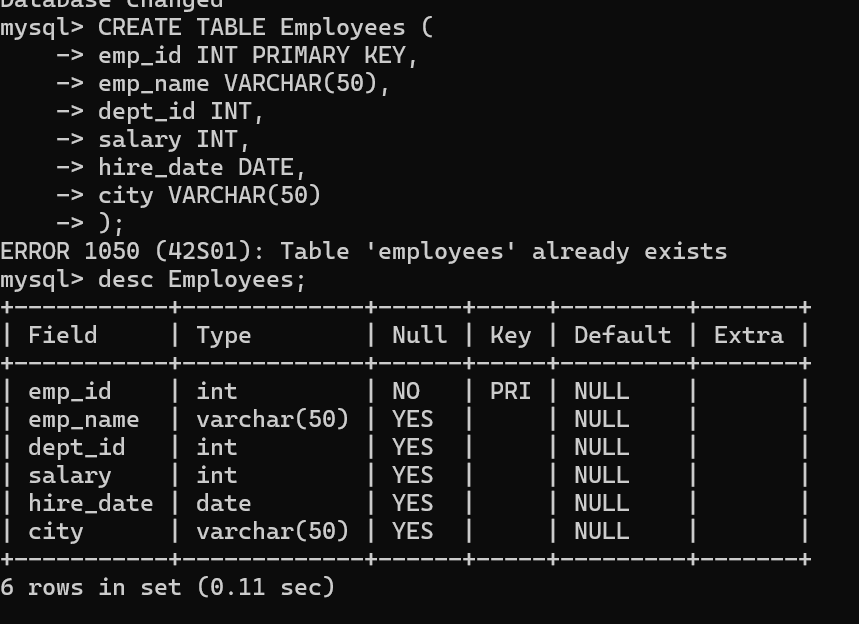 Database changed
mysql> CREATE TABLE Employees (
    -> emp_id INT PRIMARY KEY,
    -> emp_name VARCHAR(50),
    -> dept_id INT,
    -> salary INT,
    -> hire_date DATE,
    -> city VARCHAR(50)
    -> );
ERROR 1050 (42S01): Table 'employees' already exists
mysql> desc Employees;
+-----------+-------------+------+-----+---------+-------+
| Field     | Type        | Null | Key | Default | Extra |
+-----------+-------------+------+-----+---------+-------+
| emp_id    | int         | NO   | PRI | NULL    |       |
| emp_name  | varchar(50) | YES  |     | NULL    |       |
| dept_id   | int         | YES  |     | NULL    |       |
| salary    | int         | YES  |     | NULL    |       |
| hire_date | date        | YES  |     | NULL    |       |
| city      | varchar(50) | YES  |     | NULL    |       |
+-----------+-------------+------+-----+---------+-------+
6 rows in set (0.11 sec)